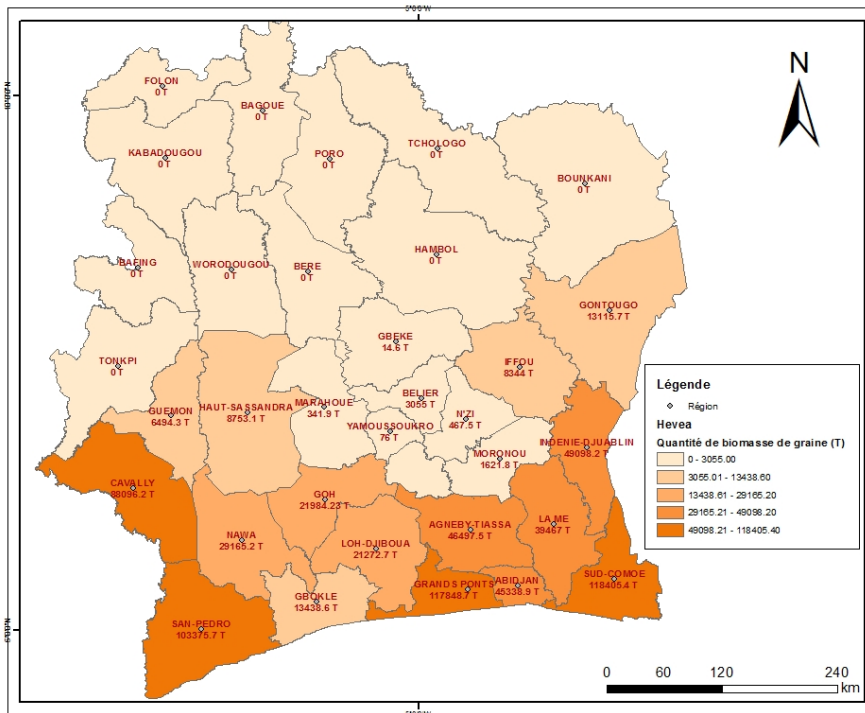 5°0'0"W
N
FOLON
0 T
BAGOUE
0 T
KABADOUGOU
0 T
PORO
0 T
TCHOLOGO
0 T
BOUNKANI
0 T
BAFING
0 T
WORODOUGOU
0 T
BERE
0 T
HAMBOL
0 T
GONTOUGO
13115.7 T
GBEKE
14.6 T
IFFOU
8344 T
TONKPI
0 T
GUEMON
6494.3 T
HAUT-SASSANDRA
8753.1 T
MARAHOUE
341.9 T
BELIER
3055 T
N'ZI
467.5 T
YAMOUSSOUKRO
76 T
MORONOU
1621.8 T
INDENIE-DJUABLIN
49098.2 T
CAVALLY
88096.2 T
NAWA
29165.2 T
GOH
21984.23 T
LOH-DJIBOUA
21272.7 T
AGNEBY-TIASSA
46497.5 T
LA ME
39467 T
GBOKLE
13438.6 T
GRANDS PONTS
117848.7 T
ABIDJAN
45338.9 T
SUD-COMOE
118405.4 T
SAN-PEDRO
103375.7 T
Légende
Région
Hevea
Quantité de biomasse de graine (T)
0 - 3055.00
3055.01 - 13438.60
13438.61 - 29165.20
29165.21 - 49098.20
49098.21 - 118405.40
0 60 120 240
km